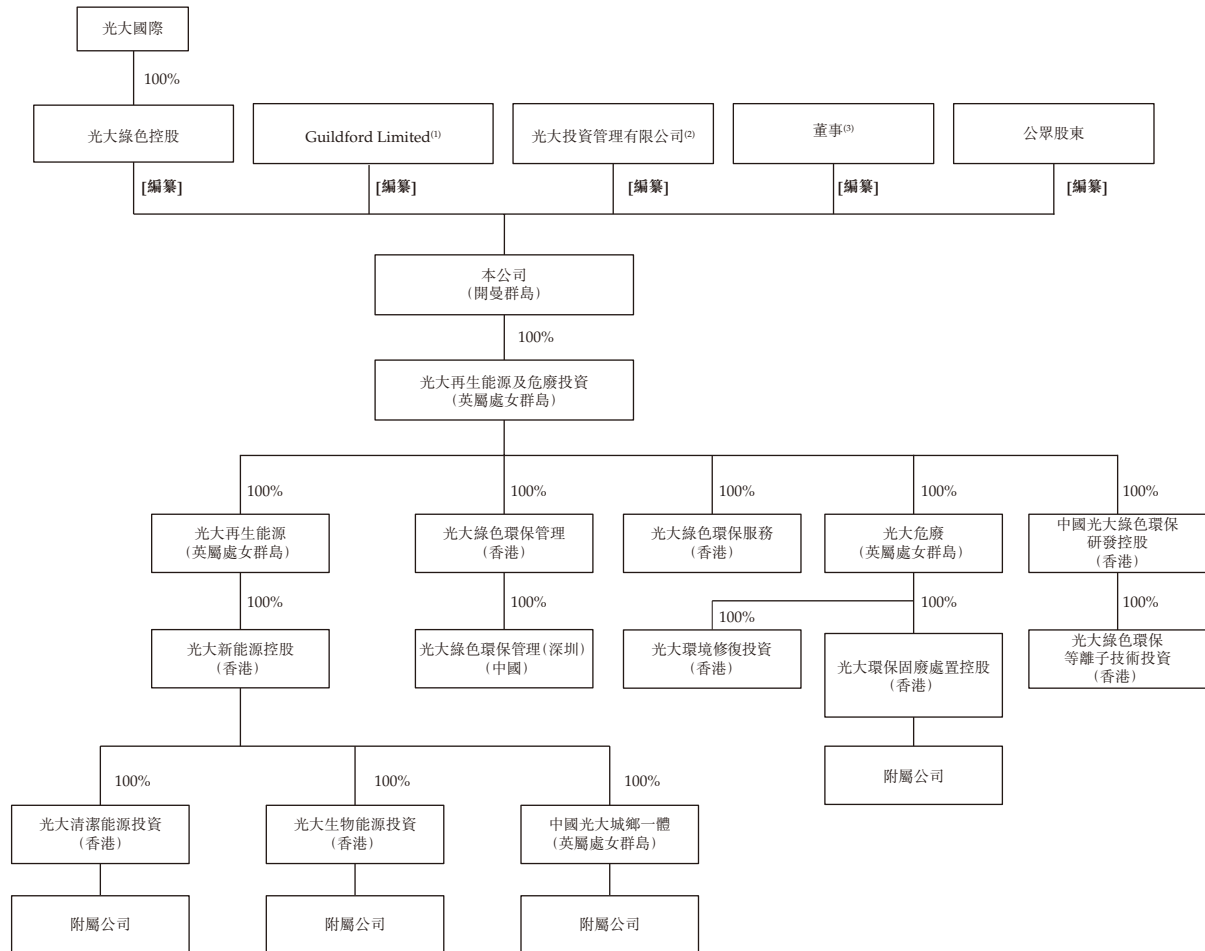 光大國際
100%
光大綠色控股
Guildford Limited(1)
光大投資管理有限公司(2)
董事(3)
公眾股東
[編纂]
[編纂]
[編纂]
[編纂]
[編纂]
本公司
(開曼群島)
100%
光大再生能源及危廢投資
(英屬處女群島)
100%
100%
100%
100%
100%
光大再生能源
(英屬處女群島)
光大綠色環保管理
(香港)
光大綠色環保服務
(香港)
光大危廢
(英屬處女群島)
中國光大綠色環保
研發控股
(香港)
100%
100%
100%
100%
100%
光大新能源控股
(香港)
光大綠色環保管理(深圳)
(中國)
光大環境修復投資
(香港)
光大環保固廢處置控股
(香港)
光大綠色環保
等離子技術投資
(香港)
附屬公司
100%
100%
100%
光大清潔能源投資
(香港)
光大生物能源投資
(香港)
中國光大城鄉一體
(英屬處女群島)
附屬公司
附屬公司
附屬公司